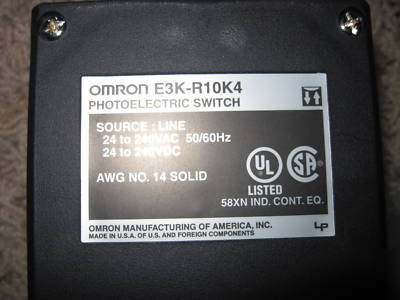 OMRON E3K-R10K4
PHOTOELECTRIC SWITCH
SOURCE : LINE
24 to 240VAC 50/60Hz
24 to 240VDC
AWG NO. 14 SOLID
UL
SA
LISTED
58XN IND. CONT. EQ.
OMRON MANUFACTURING OF AMERICA, INC.
MADE IN U.S.A. OF U.S. AND FOREIGN COMPONENTS
LP